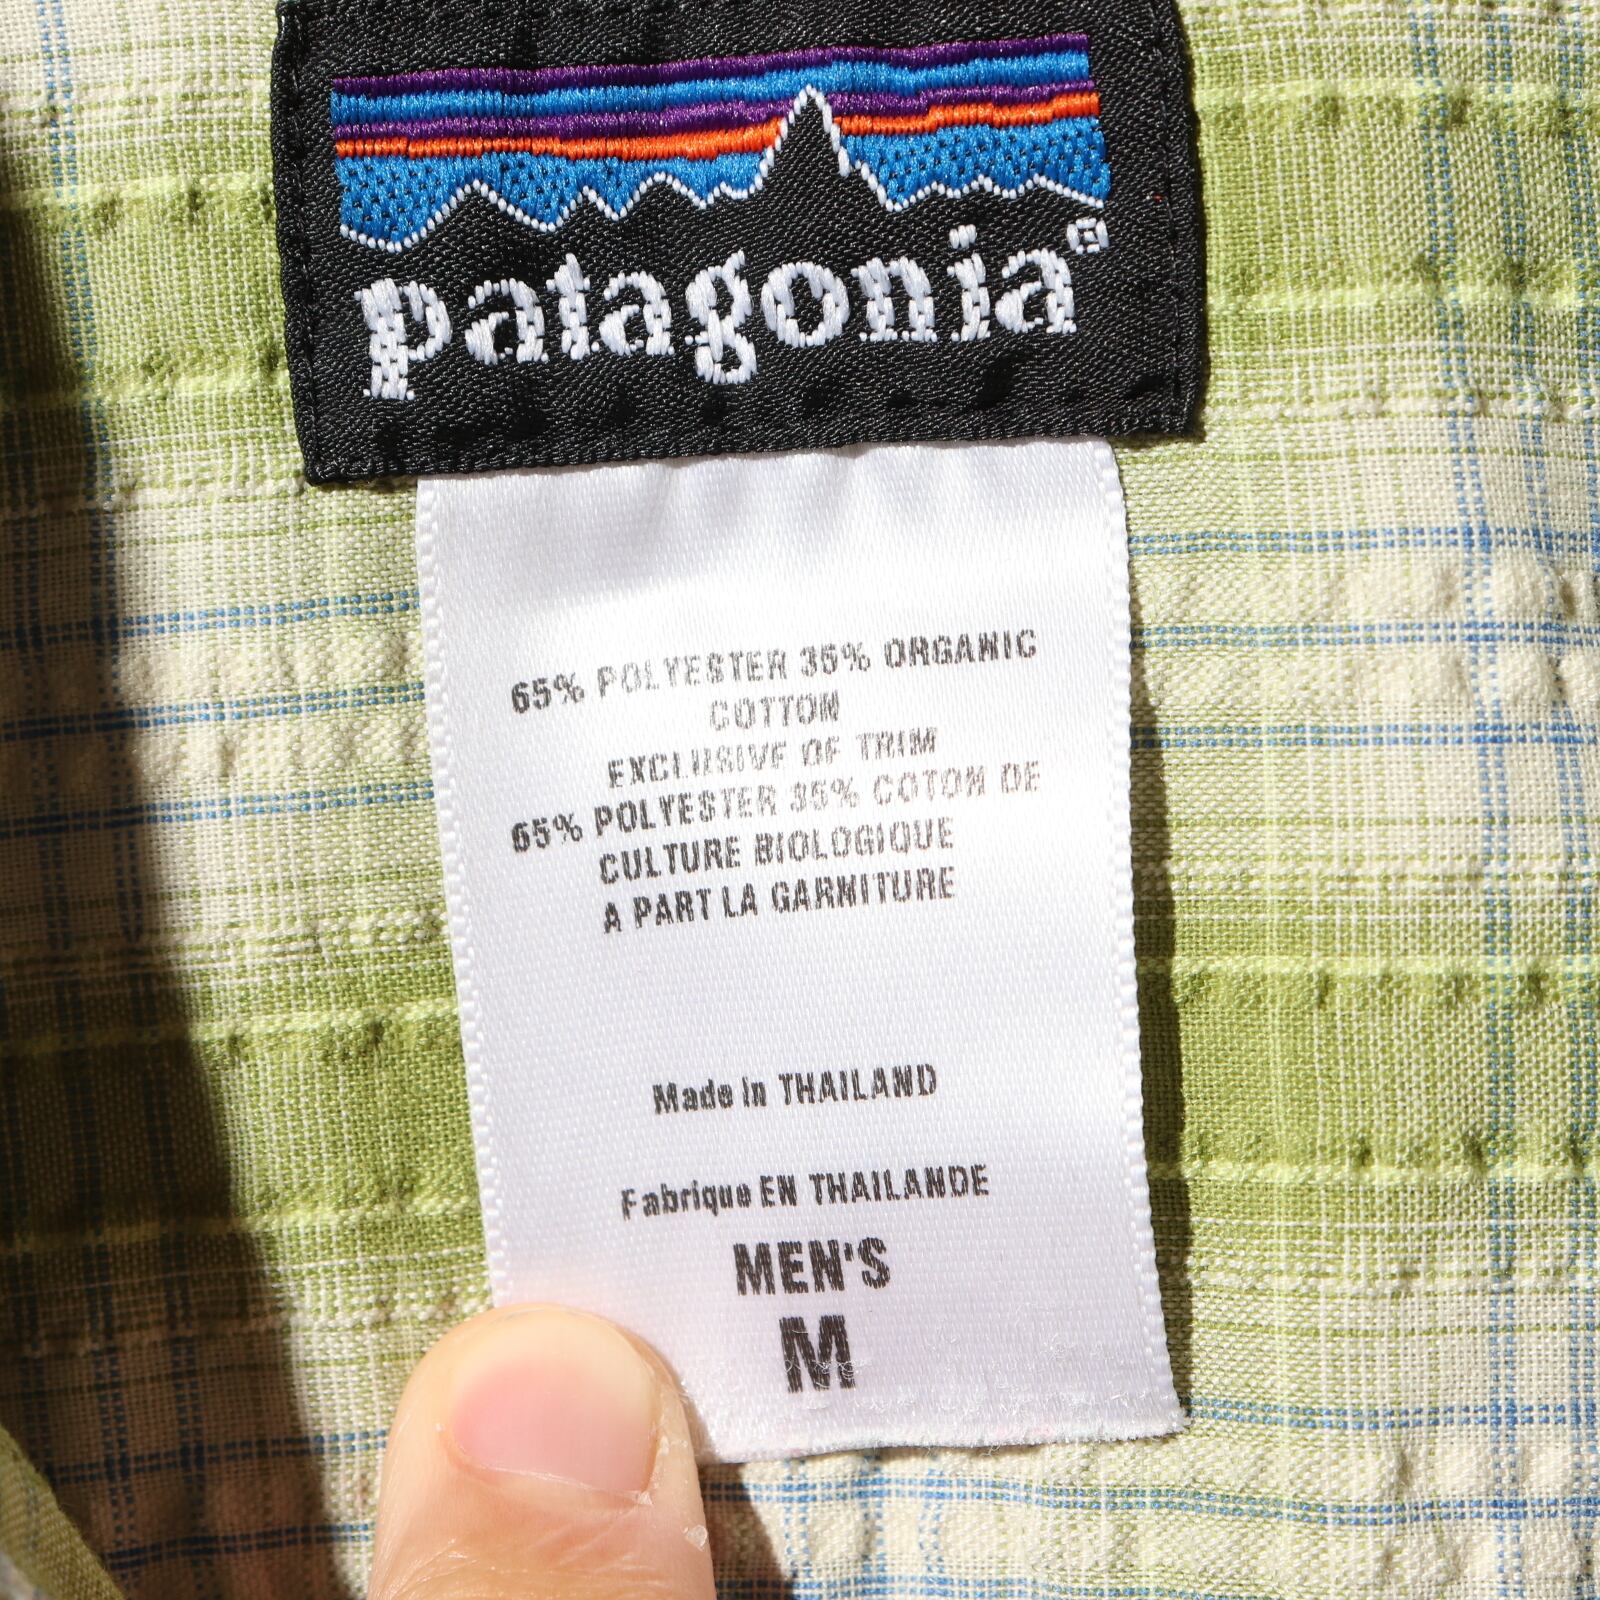 patagonia®
65% POLYESTER 35% ORGANIC
COTTON
EXCLUSIVE OF TRIM
65% POLYESTER 35% COTON DE
CULTURE BIOLOGIQUE
A PART LA GARNITURE
Made in THAILAND
Fabrique EN THAILANDE
MEN'S
M